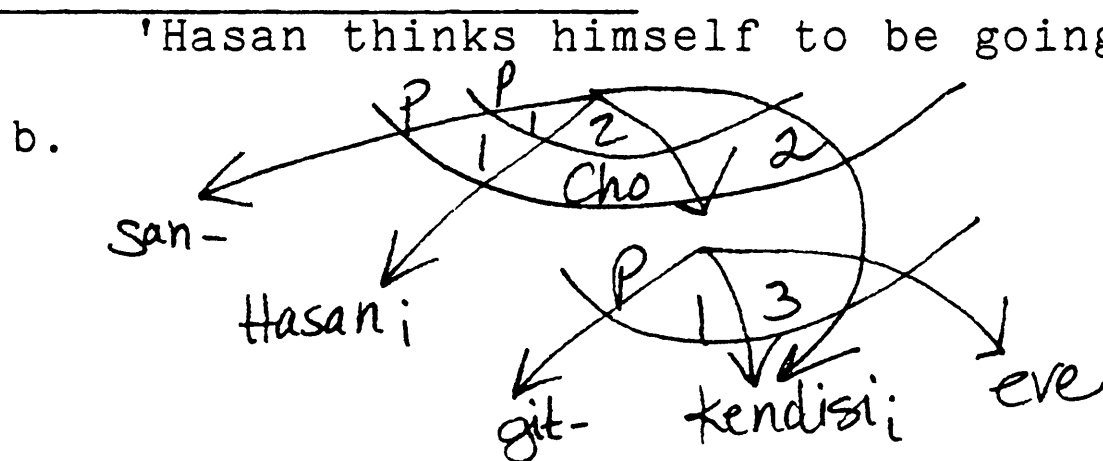 'Hasan thinks himself to be going
b.
P P
1 1 2 2
Cho
san-
P 1 3
Hasan i
git- kendisi i eve